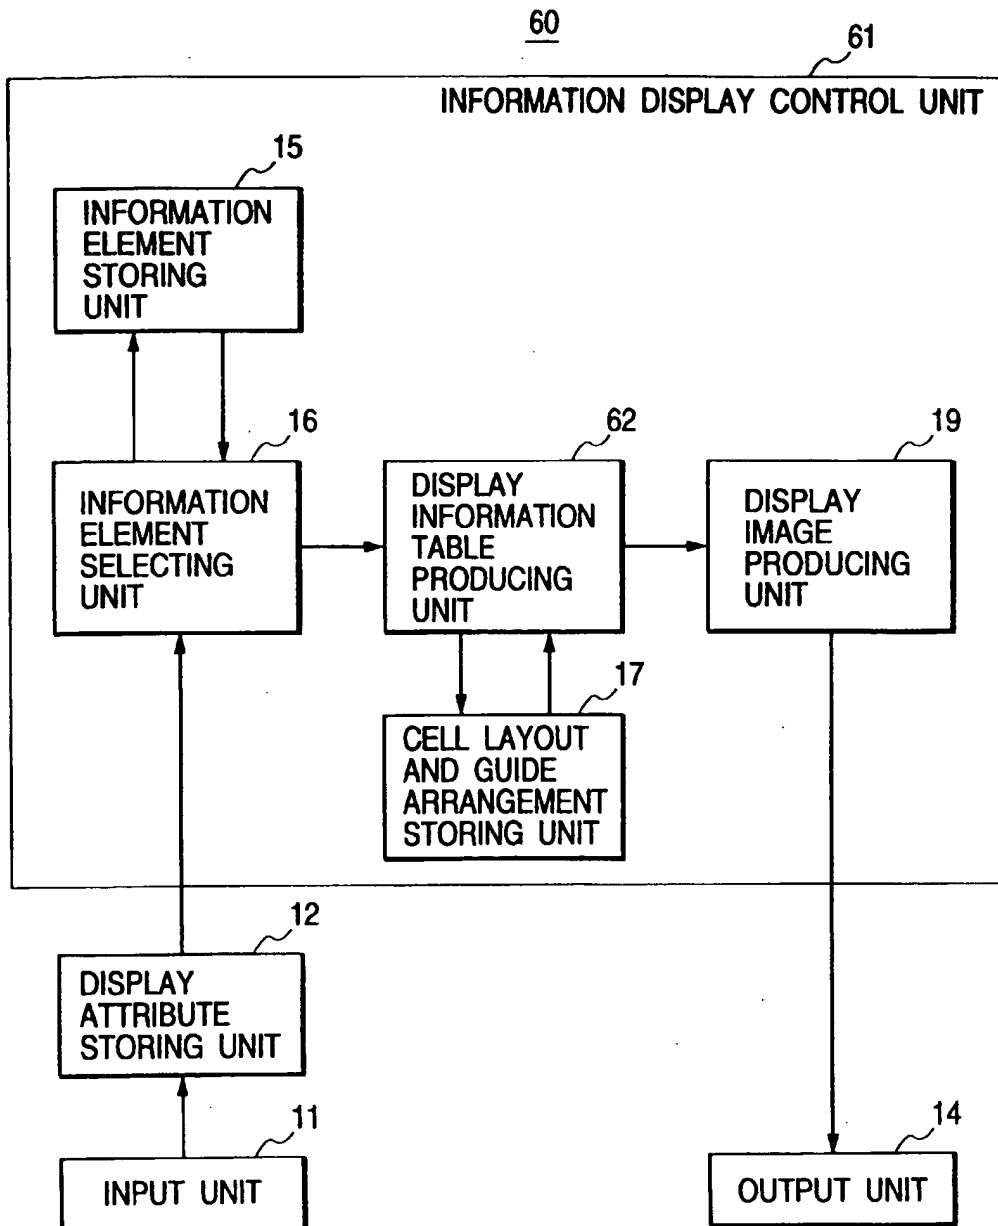 60
61
INFORMATION DISPLAY CONTROL UNIT
15
INFORMATION
ELEMENT
STORING
UNIT
16
INFORMATION
ELEMENT
SELECTING
UNIT
62
DISPLAY
INFORMATION
TABLE
PRODUCING
UNIT
19
DISPLAY
IMAGE
PRODUCING
UNIT
17
CELL LAYOUT
AND GUIDE
ARRANGEMENT
STORING UNIT
12
DISPLAY
ATTRIBUTE
STORING UNIT
11
INPUT UNIT
14
OUTPUT UNIT